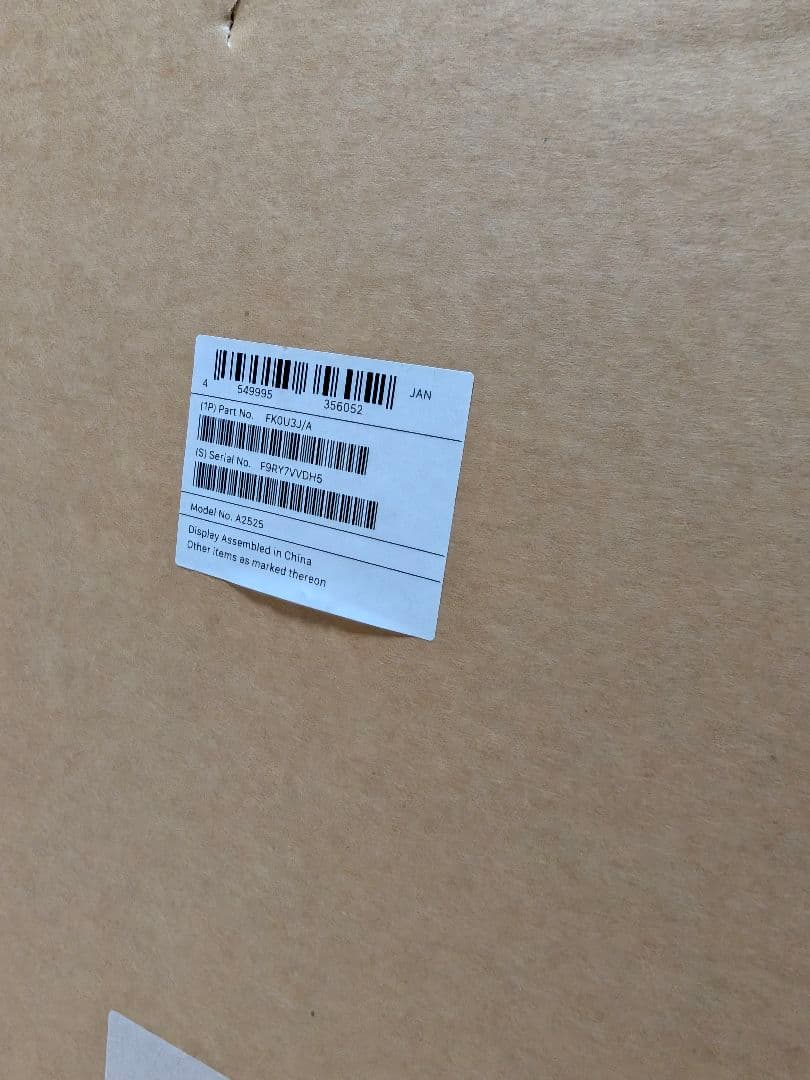 4 549995 356052 JAN
(1P) Part No. FK0U3J/A
(S) Serial No. F9RY7VVDH5
Model No. A2525
Display Assembled in China
Other items as marked thereon